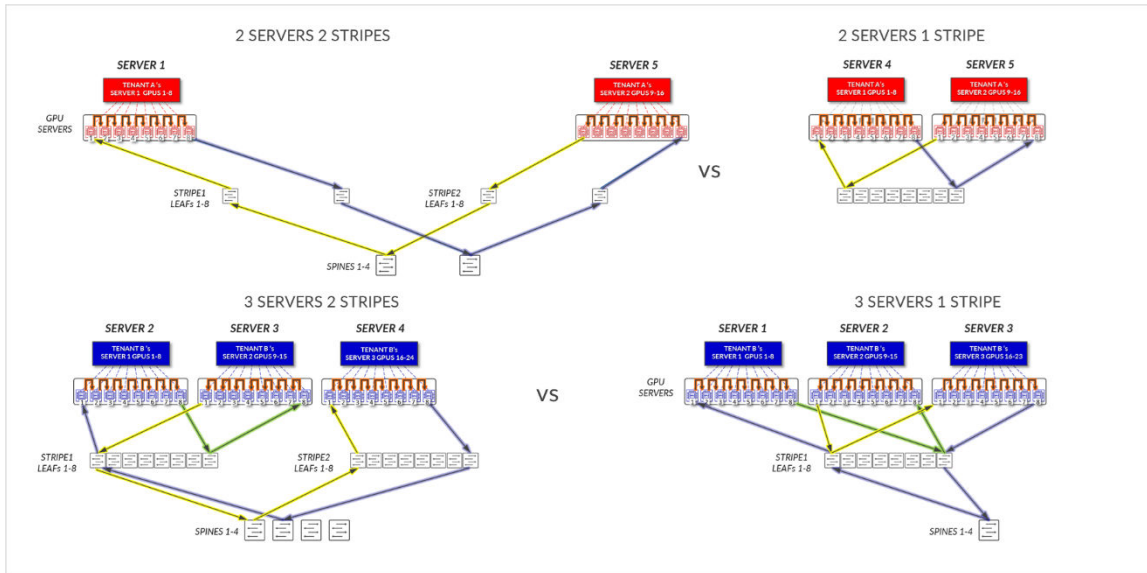 2 SERVERS 2 STRIPES
2 SERVERS 1 STRIPE
SERVER 1
SERVER 5
SERVER 4
SERVER 5
TENANT A's
SERVER 1 GPUS 1-8
TENANT A's
SERVER 2 GPUS 9-16
TENANT A's
SERVER 1 GPUS 1-8
TENANT A's
SERVER 2 GPUS 9-16
GPU
SERVERS
VS
STRIPE1
LEAFs 1-8
STRIPE2
LEAFs 1-8
SPINES 1-4
3 SERVERS 2 STRIPES
3 SERVERS 1 STRIPE
SERVER 2
SERVER 3
SERVER 4
SERVER 1
SERVER 2
SERVER 3
TENANT B's
SERVER 1 GPUS 1-8
TENANT B's
SERVER 2 GPUS 9-15
TENANT B's
SERVER 3 GPUS 16-24
TENANT B's
SERVER 1 GPUS 1-8
TENANT B's
SERVER 2 GPUS 9-15
TENANT B's
SERVER 3 GPUS 16-23
GPU
SERVERS
VS
STRIPE1
LEAFs 1-8
STRIPE2
LEAFs 1-8
STRIPE1
LEAFs 1-8
SPINES 1-4
SPINES 1-4